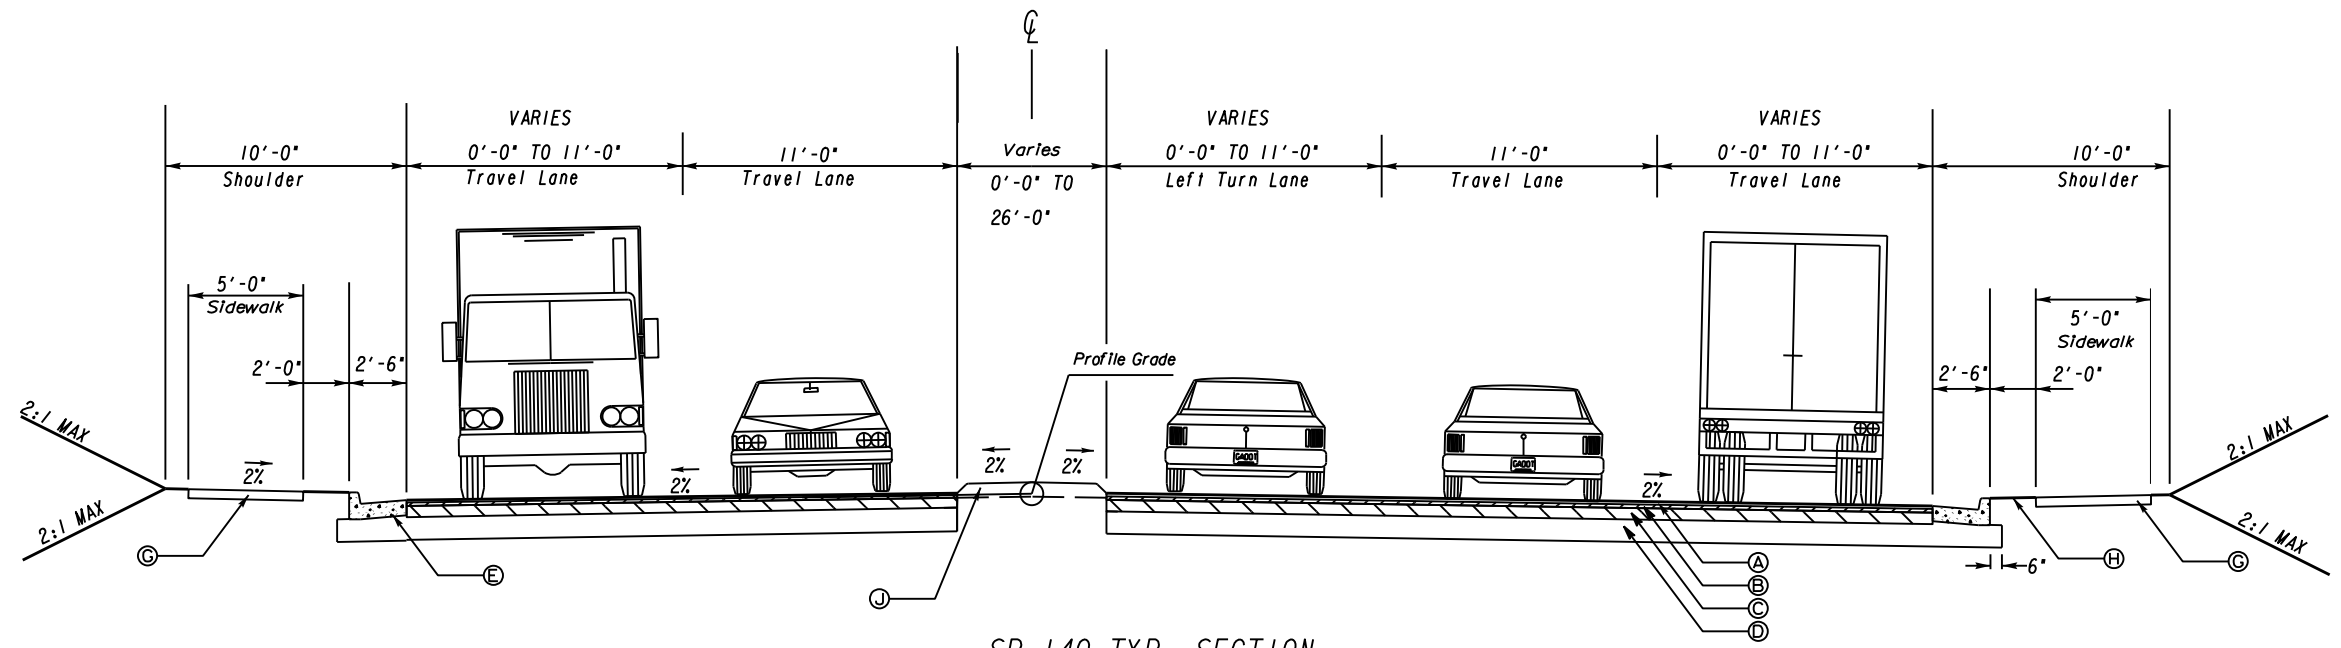 ℄
VARIES
VARIES
VARIES
10'-0"
0'-0" TO 11'-0"
11'-0"
Varies
0'-0" TO 11'-0"
11'-0"
0'-0" TO 11'-0"
10'-0"
Shoulder
Travel Lane
Travel Lane
0'-0" TO
26'-0"
Left Turn Lane
Travel Lane
Travel Lane
Shoulder
5'-0"
Sidewalk
5'-0"
Sidewalk
2'-0"
2'-6"
Profile Grade
2'-6"
2'-0"
2:1 MAX
2:1 MAX
2%
2%
2%
2%
2%
GADOT
GADOT
2:1 MAX
2:1 MAX
G
E
J
A
B
C
D
H
G
6"
SR 140 TYP. SECTION